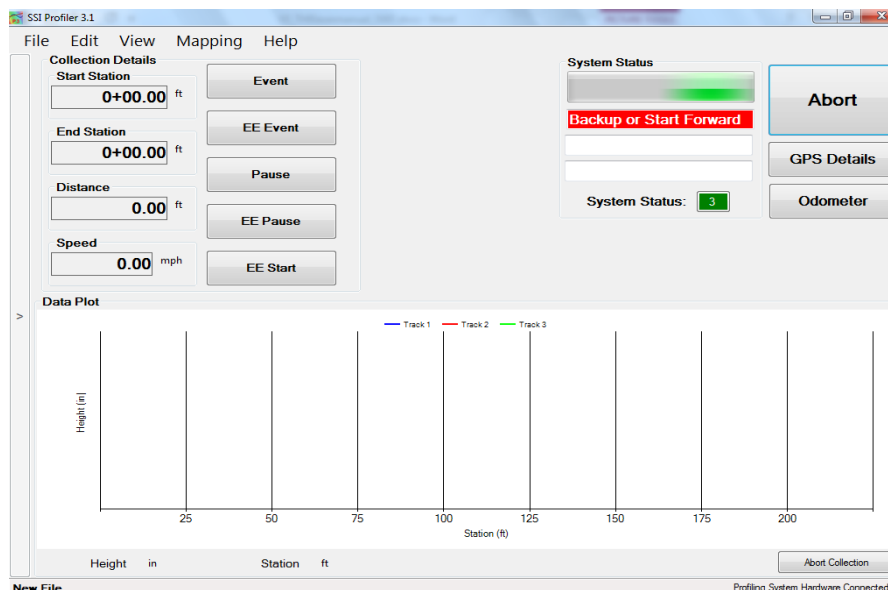 SSI Profiler 3.1
File Edit View Mapping Help
Collection Details
Start Station
0+00.00 ft
End Station
0+00.00 ft
Distance
0.00 ft
Speed
0.00 mph
Event
EE Event
Pause
EE Pause
EE Start
System Status
Backup or Start Forward
System Status: 3
Abort
GPS Details
Odometer
>
Data Plot
Track 1 Track 2 Track 3
Height [in]
25 50 75 100 125 150 175 200
Station (ft)
Height in Station ft
Abort Collection
New File
Profiling System Hardware Connected